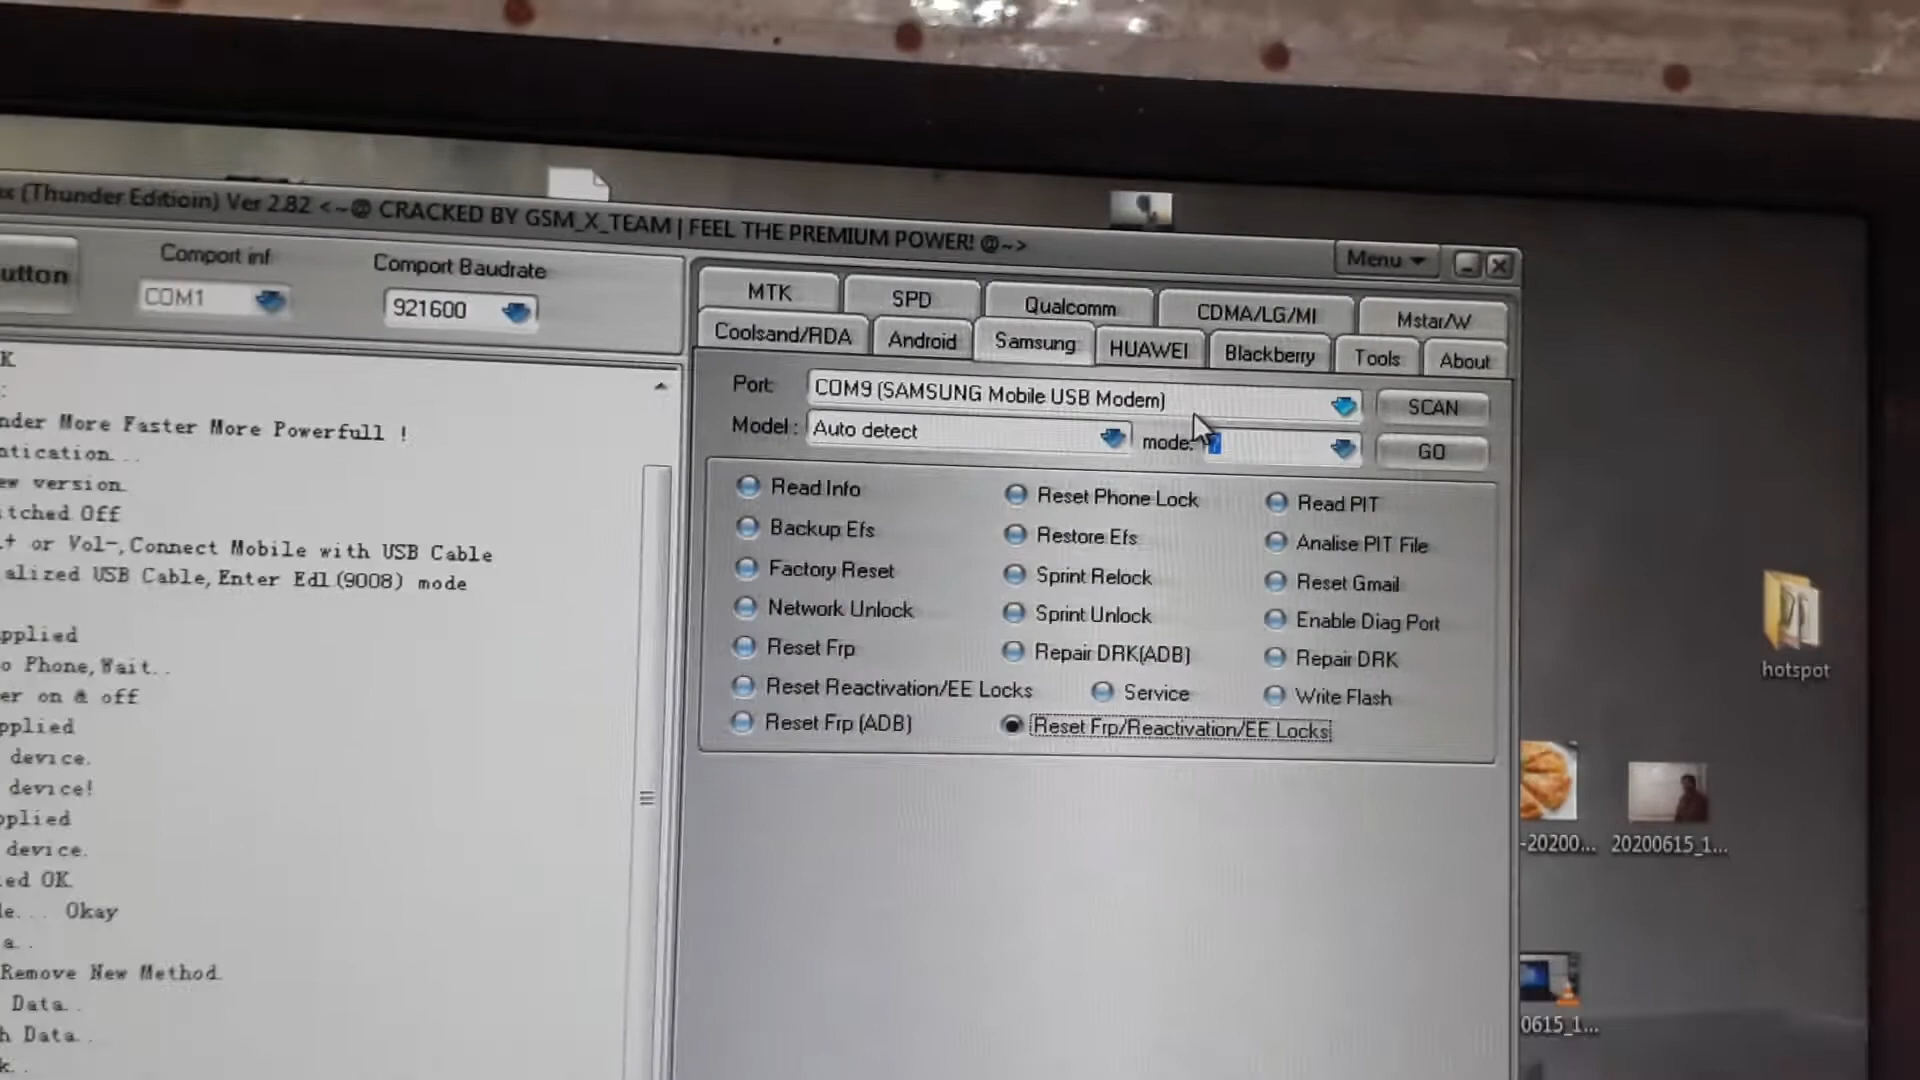 (Thunder Editioin) Ver 2.82 <~@ CRACKED BY GSM_X_TEAM | FEEL THE PREMIUM POWER! @~>
Menu
utton
Comport inf
COM1
Comport Baudrate
921600
MTK
SPD
Qualcomm
CDMA/LG/MI
Mstar/W
Coolsand/RDA
Android
Samsung
HUAWEI
Blackberry
Tools
About
Port:
COM9 (SAMSUNG Mobile USB Modem)
SCAN
Model :
Auto detect
mode:
GO
Read Info
Reset Phone Lock
Read PIT
Backup Efs
Restore Efs
Analise PIT File
Factory Reset
Sprint Relock
Reset Gmail
Network Unlock
Sprint Unlock
Enable Diag Port
Reset Frp
Repair DRK(ADB)
Repair DRK
Reset Reactivation/EE Locks
Service
Write Flash
Reset Frp (ADB)
Reset Frp/Reactivation/EE Locks
K.
:
nder More Faster More Powerfull !
ntication...
ew version.
itched Off
.+ or Vol-,Connect Mobile with USB Cable
alized USB Cable,Enter Edl(9008) mode
pplied
o Phone,Wait..
er on & off
pplied
device.
device!
pplied
device.
ed OK.
le... Okay
a..
Remove New Method.
Data..
h Data..
k..
hotspot
-20200...
20200615_1...
0615_1...